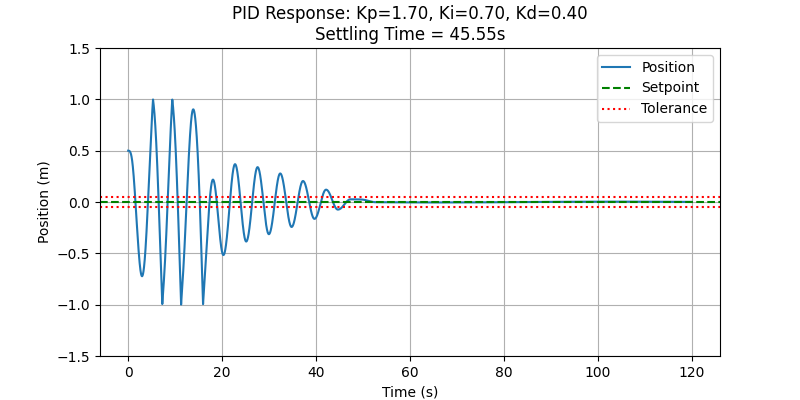 PID Response: Kp=1.70, Ki=0.70, Kd=0.40
Settling Time = 45.55s
Position (m)
1.5
1.0
0.5
0.0
−0.5
−1.0
−1.5
Position
Setpoint
Tolerance
0 20 40 60 80 100 120
Time (s)